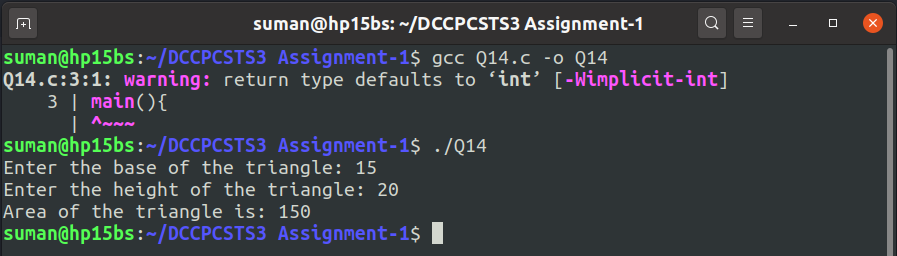 suman@hp15bs: ~/DCCPCSTS3 Assignment-1
suman@hp15bs:~/DCCPCSTS3 Assignment-1$ gcc Q14.c -o Q14
Q14.c:3:1: warning: return type defaults to ‘int’ [-Wimplicit-int]
    3 | main(){
      | ^~~~
suman@hp15bs:~/DCCPCSTS3 Assignment-1$ ./Q14
Enter the base of the triangle: 15
Enter the height of the triangle: 20
Area of the triangle is: 150
suman@hp15bs:~/DCCPCSTS3 Assignment-1$